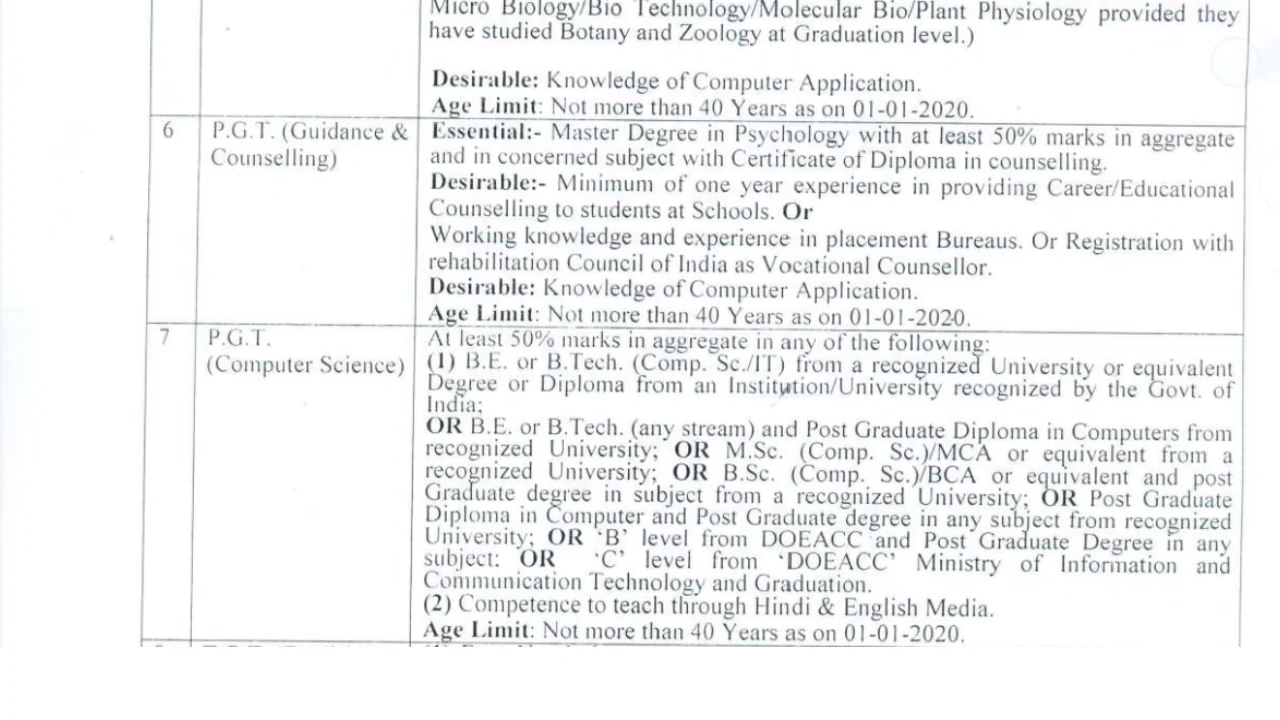 Micro Biology/Bio Technology/Molecular Bio/Plant Physiology provided they
have studied Botany and Zoology at Graduation level.)
Desirable: Knowledge of Computer Application.
Age Limit: Not more than 40 Years as on 01-01-2020.
6 P.G.T. (Guidance &
Counselling)
Essential:- Master Degree in Psychology with at least 50% marks in aggregate
and in concerned subject with Certificate of Diploma in counselling.
Desirable:- Minimum of one year experience in providing Career/Educational
Counselling to students at Schools. Or
Working knowledge and experience in placement Bureaus. Or Registration with
rehabilitation Council of India as Vocational Counsellor.
Desirable: Knowledge of Computer Application.
Age Limit: Not more than 40 Years as on 01-01-2020.
7 P.G.T.
(Computer Science)
At least 50% marks in aggregate in any of the following:
(1) B.E. or B.Tech. (Comp. Sc./IT) from a recognized University or equivalent
Degree or Diploma from an Institution/University recognized by the Govt. of
India;
OR B.E. or B.Tech. (any stream) and Post Graduate Diploma in Computers from
recognized University; OR M.Sc. (Comp. Sc.)/MCA or equivalent from a
recognized University; OR B.Sc. (Comp. Sc.)/BCA or equivalent and post
Graduate degree in subject from a recognized University; OR Post Graduate
Diploma in Computer and Post Graduate degree in any subject from recognized
University; OR 'B' level from DOEACC and Post Graduate Degree in any
subject: OR 'C' level from 'DOEACC' Ministry of Information and
Communication Technology and Graduation.
(2) Competence to teach through Hindi & English Media.
Age Limit: Not more than 40 Years as on 01-01-2020.